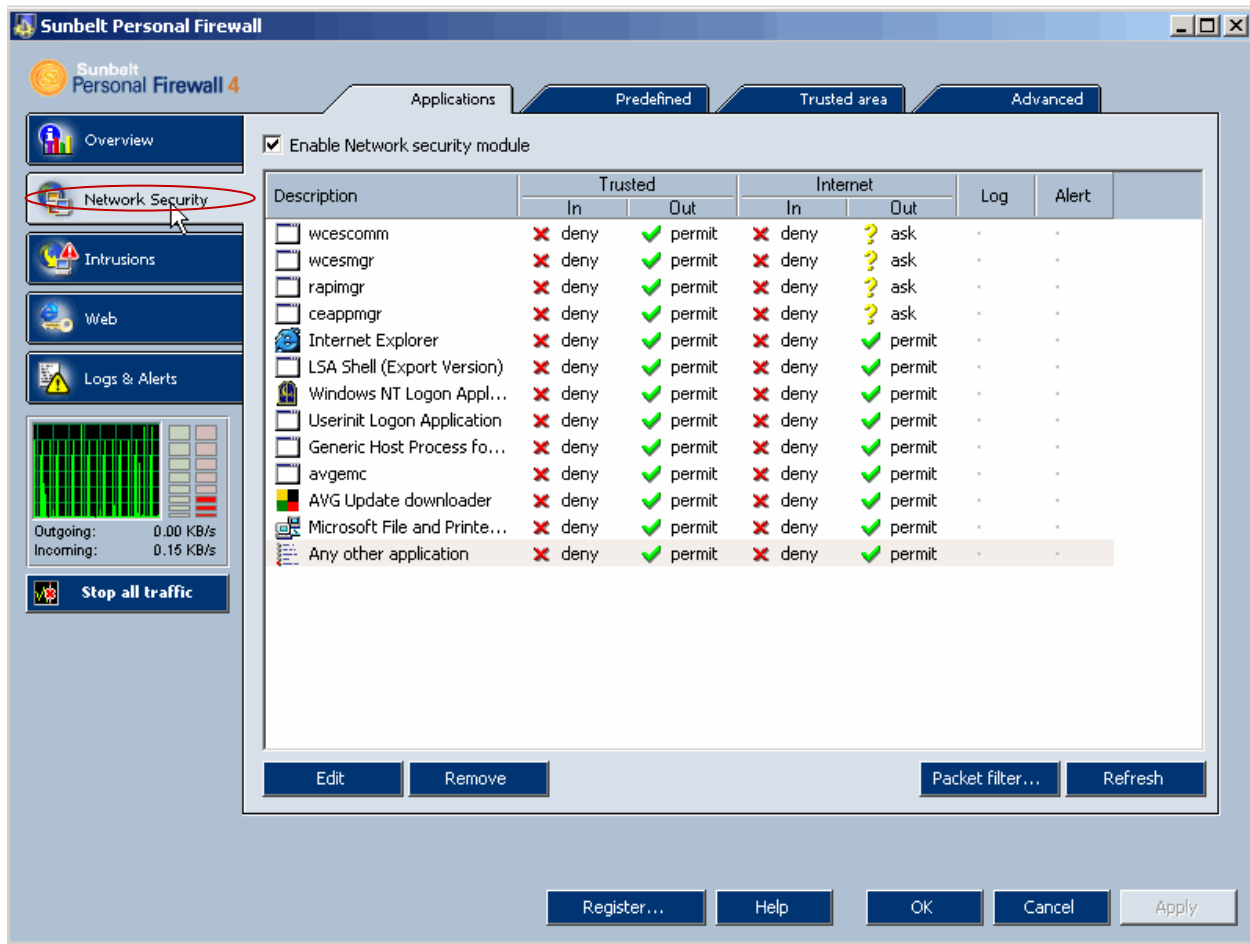 Sunbelt Personal Firewall
Sunbelt
Personal Firewall 4
Applications Predefined Trusted area Advanced
Overview
Network Security
Intrusions
Web
Logs & Alerts
Outgoing: 0.00 KB/s
Incoming: 0.15 KB/s
Stop all traffic
Enable Network security module
Description Trusted Internet Log Alert
In Out In Out
wcescomm deny permit deny ? ask
wcesmgr deny permit deny ? ask
rapimgr deny permit deny ? ask
ceappmgr deny permit deny ? ask
Internet Explorer deny permit deny permit
LSA Shell (Export Version) deny permit deny permit
Windows NT Logon Appl... deny permit deny permit
Userinit Logon Application deny permit deny permit
Generic Host Process fo... deny permit deny permit
avgemc deny permit deny permit
AVG Update downloader deny permit deny permit
Microsoft File and Printe... deny permit deny permit
Any other application deny permit deny permit
Edit Remove Packet filter... Refresh
Register... Help OK Cancel Apply